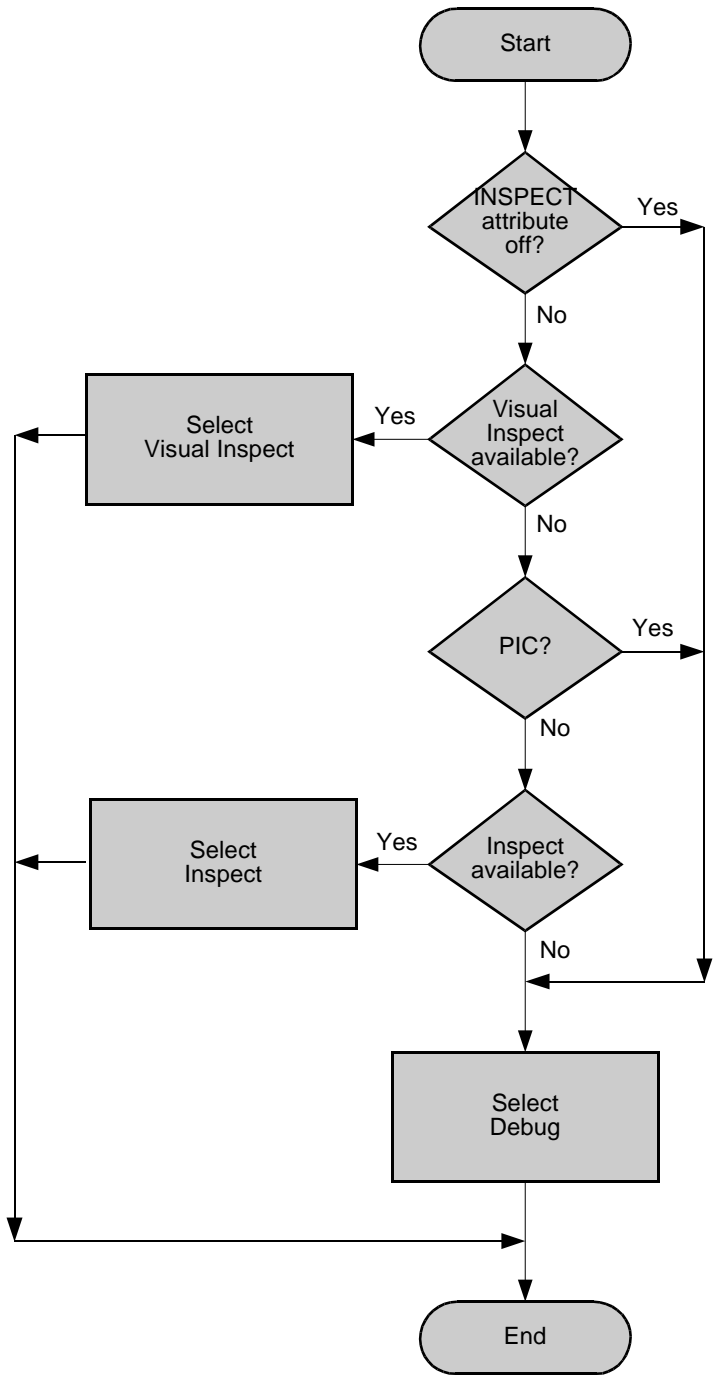 Start
INSPECT
attribute
off?
Yes
No
Visual
Inspect
available?
Yes
Select
Visual Inspect
No
PIC?
Yes
No
Inspect
available?
Yes
Select
Inspect
No
Select
Debug
End